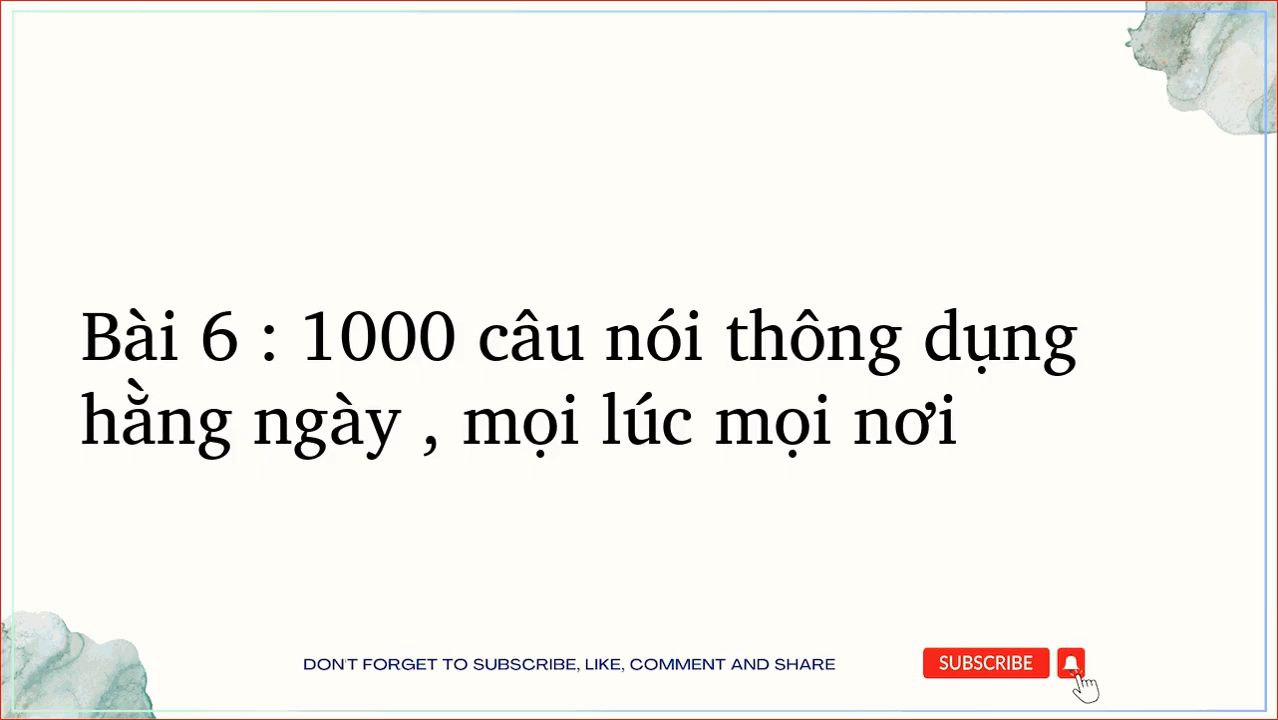 Bài 6 : 1000 câu nói thông dụng
hằng ngày , mọi lúc mọi nơi
DON'T FORGET TO SUBSCRIBE, LIKE, COMMENT AND SHARE
SUBSCRIBE